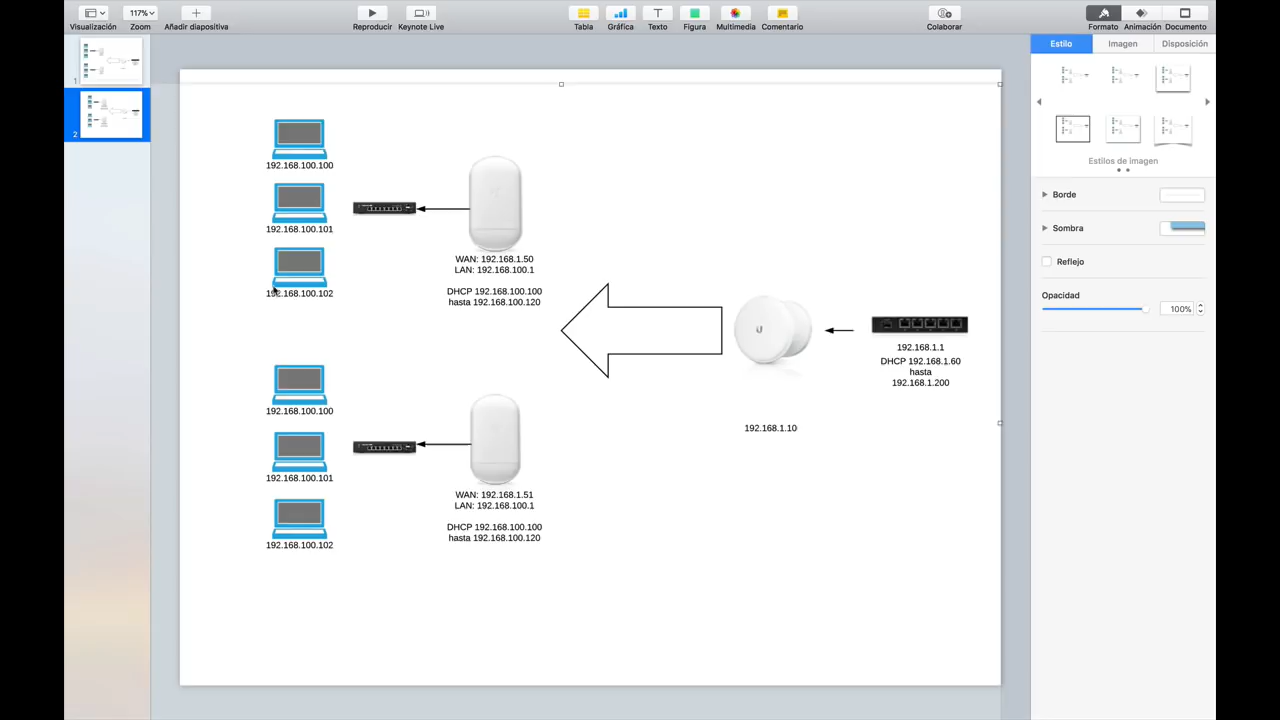 117%
Visualización
Zoom
Añadir diapositiva
Reproducir
Keynote Live
Tabla
Gráfica
Texto
Figura
Multimedia
Comentario
Colaborar
Formato
Animación
Documento
1
2
192.168.100.100
192.168.100.101
192.168.100.102
WAN: 192.168.1.50
LAN: 192.168.100.1
DHCP 192.168.100.100
hasta 192.168.100.120
192.168.1.1
DHCP 192.168.1.60
hasta
192.168.1.200
192.168.1.10
192.168.100.100
192.168.100.101
192.168.100.102
WAN: 192.168.1.51
LAN: 192.168.100.1
DHCP 192.168.100.100
hasta 192.168.100.120
Estilo
Imagen
Disposición
Estilos de imagen
Borde
Sombra
Reflejo
Opacidad
100%